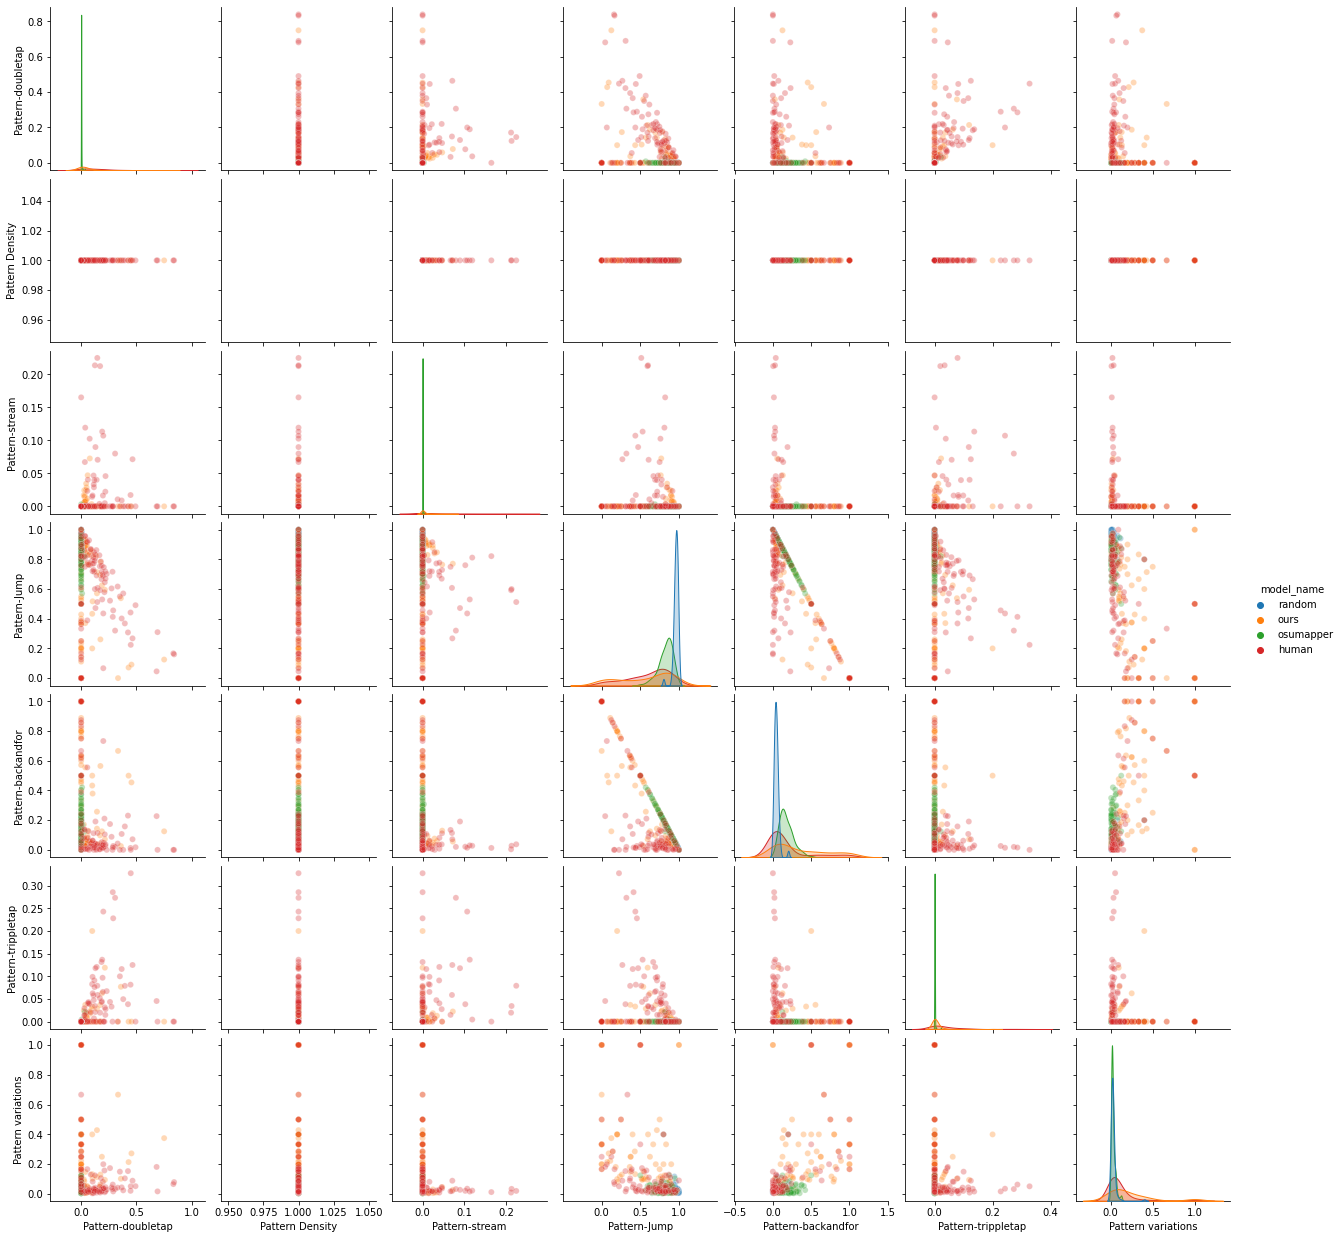 0.8
0.6
0.4
0.2
0.0
Pattern-doubletap
1.04
1.02
1.00
0.98
0.96
Pattern Density
0.20
0.15
0.10
0.05
0.00
Pattern-stream
1.0
0.8
0.6
0.4
0.2
0.0
Pattern-Jump
model_name
random
ours
osumapper
human
1.0
0.8
0.6
0.4
0.2
0.0
Pattern-backandfor
0.30
0.25
0.20
0.15
0.10
0.05
0.00
Pattern-trippletap
1.0
0.8
0.6
0.4
0.2
0.0
Pattern variations
0.0 0.5 1.0
0.950 0.975 1.000 1.025 1.050
0.0 0.1 0.2
0.0 0.5 1.0
−0.5 0.0 0.5 1.0 1.5
0.0 0.2 0.4
0.0 0.5 1.0
Pattern-doubletap
Pattern Density
Pattern-stream
Pattern-Jump
Pattern-backandfor
Pattern-trippletap
Pattern variations